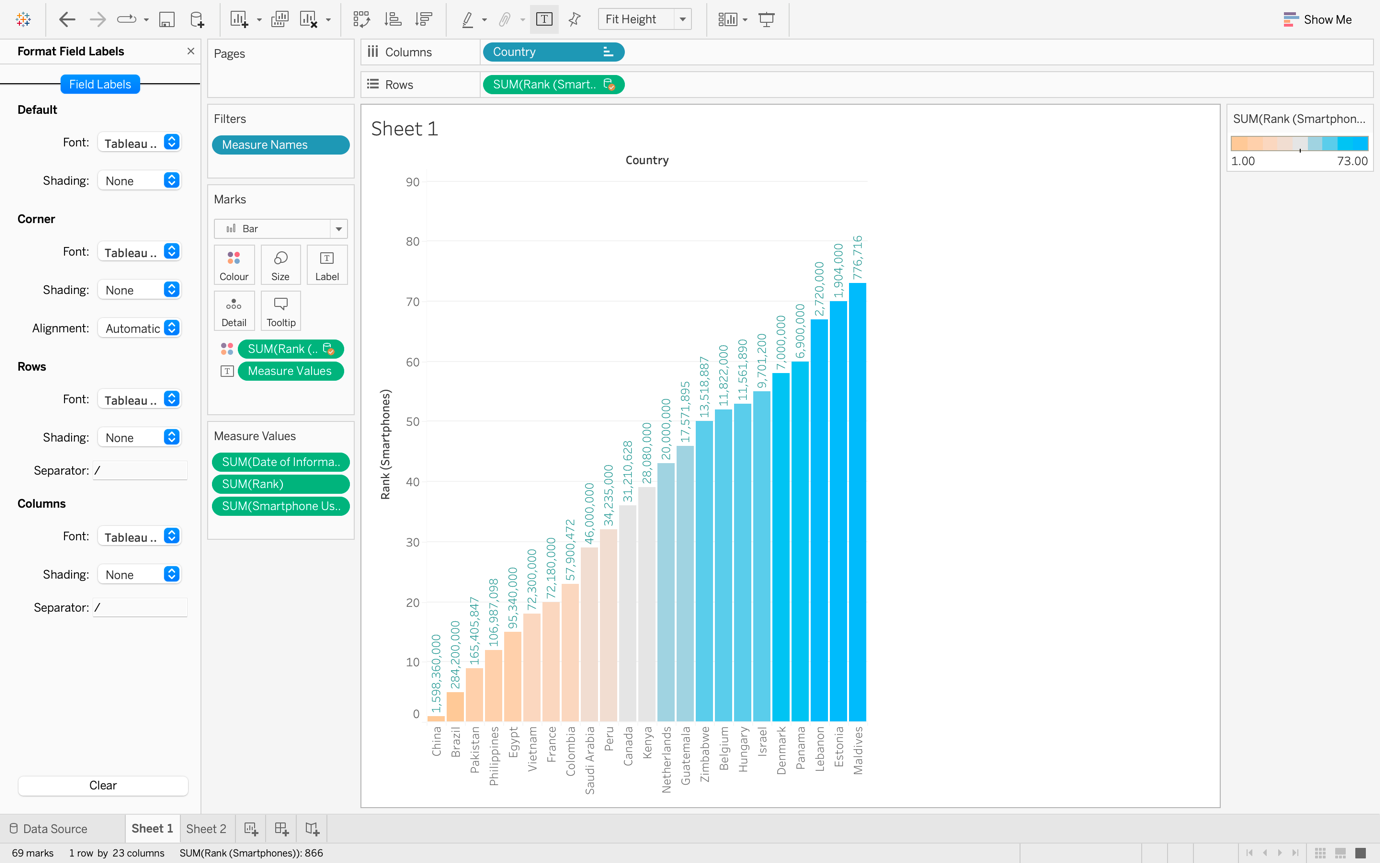 Fit Height
Show Me
Format Field Labels
Field Labels
Default
Font: Tableau ..
Shading: None
Corner
Font: Tableau ..
Shading: None
Alignment: Automatic
Rows
Font: Tableau ..
Shading: None
Separator: /
Columns
Font: Tableau ..
Shading: None
Separator: /
Clear
Pages
Filters
Measure Names
Marks
Bar
Colour
Size
Label
Detail
Tooltip
SUM(Rank (..
Measure Values
Measure Values
SUM(Date of Informa..
SUM(Rank)
SUM(Smartphone Us..
Columns
Country
Rows
SUM(Rank (Smart..
Sheet 1
Country
Rank (Smartphones)
90
80
70
60
50
40
30
20
10
0
1,598,360,000
284,200,000
165,405,847
106,987,098
95,340,000
72,300,000
72,180,000
57,900,472
46,000,000
34,235,000
31,210,628
28,080,000
20,000,000
17,571,895
13,518,887
11,822,000
11,561,890
9,701,200
7,000,000
6,900,000
2,720,000
1,904,000
776,716
China
Brazil
Pakistan
Philippines
Egypt
Vietnam
France
Colombia
Saudi Arabia
Peru
Canada
Kenya
Netherlands
Guatemala
Zimbabwe
Belgium
Hungary
Israel
Denmark
Panama
Lebanon
Estonia
Maldives
SUM(Rank (Smartphon...
1.00 73.00
Data Source
Sheet 1
Sheet 2
69 marks
1 row by 23 columns
SUM(Rank (Smartphones)): 866